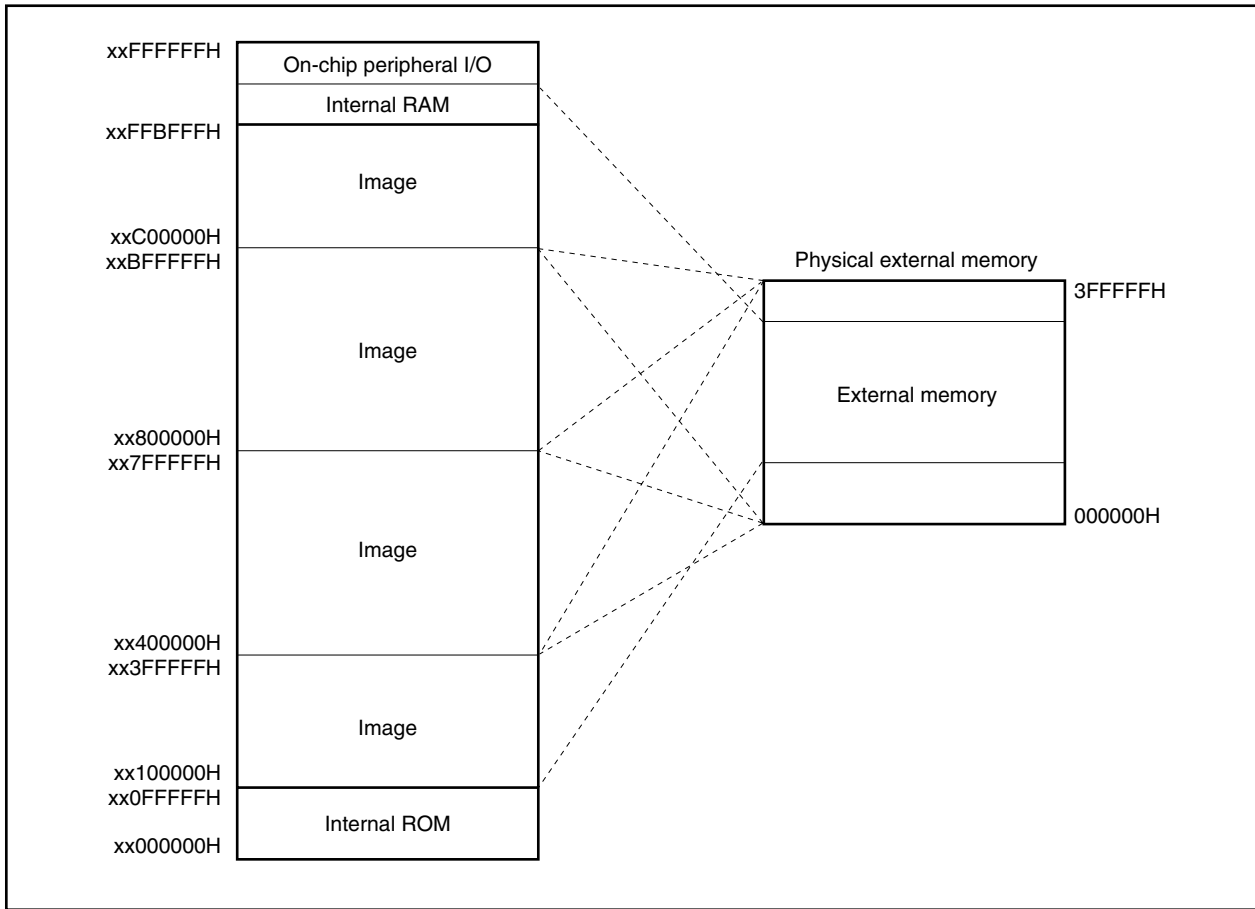 xxFFFFFFH
On-chip peripheral I/O
Internal RAM
xxFFBFFFH
Image
xxC00000H
xxBFFFFFH
Image
xx800000H
xx7FFFFFH
Image
xx400000H
xx3FFFFFH
Image
xx100000H
xx0FFFFFH
Internal ROM
xx000000H
Physical external memory
3FFFFFH
External memory
000000H